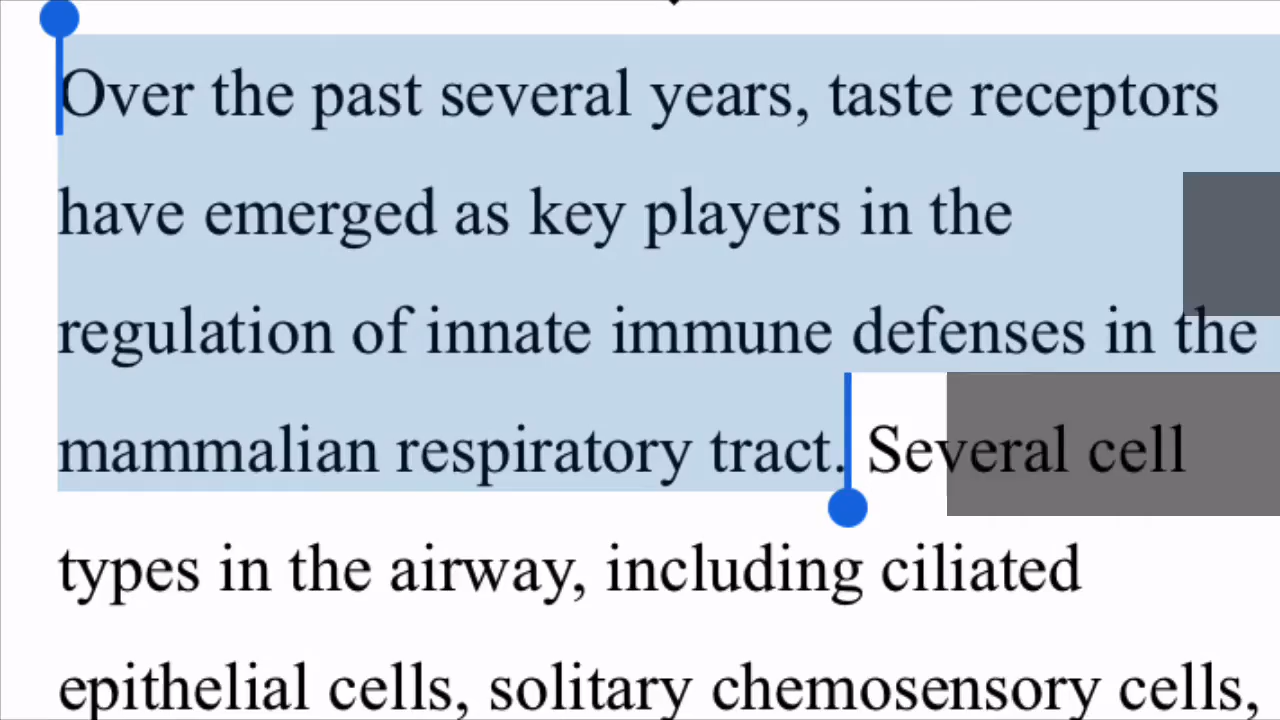 Over the past several years, taste receptors
have emerged as key players in the
regulation of innate immune defenses in the
mammalian respiratory tract. Several cell
types in the airway, including ciliated
epithelial cells, solitary chemosensory cells,